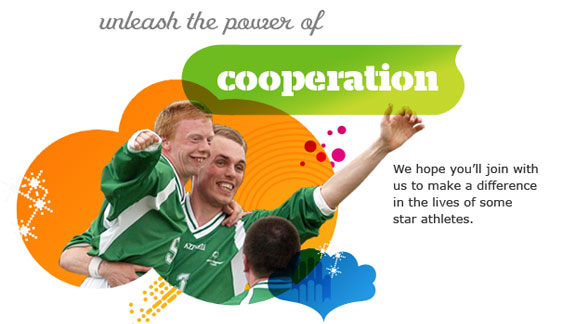 unleash the power of
cooperation
We hope you'll join with
us to make a difference
in the lives of some
star athletes.